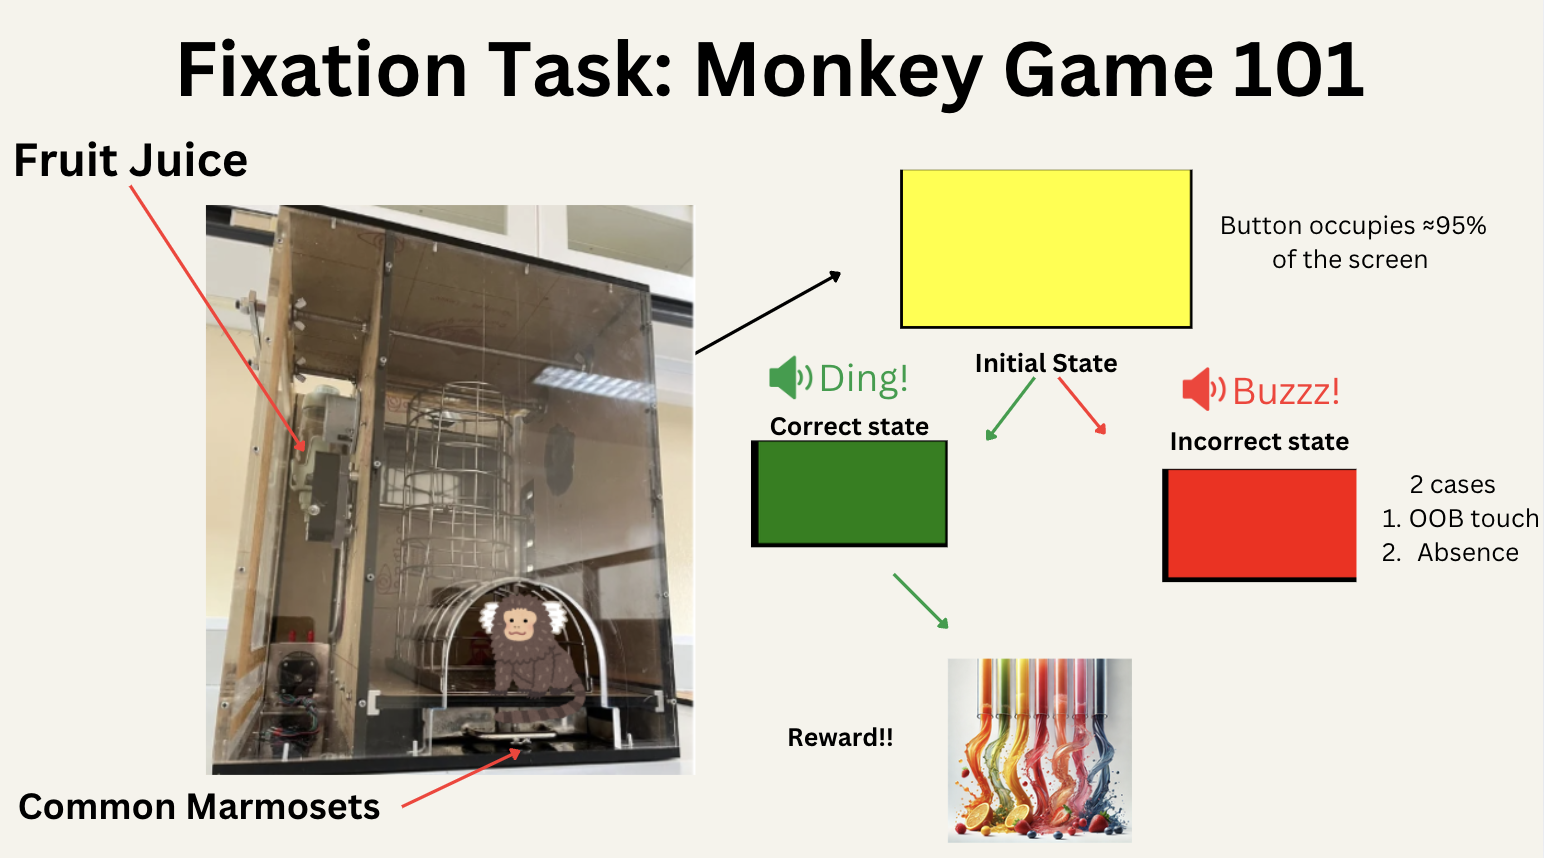 Fixation Task: Monkey Game 101
Fruit Juice
Button occupies ≈95%
of the screen
Initial State
Ding!
Buzzz!
Correct state
Incorrect state
2 cases
1. OOB touch
2. Absence
Reward!!
Common Marmosets